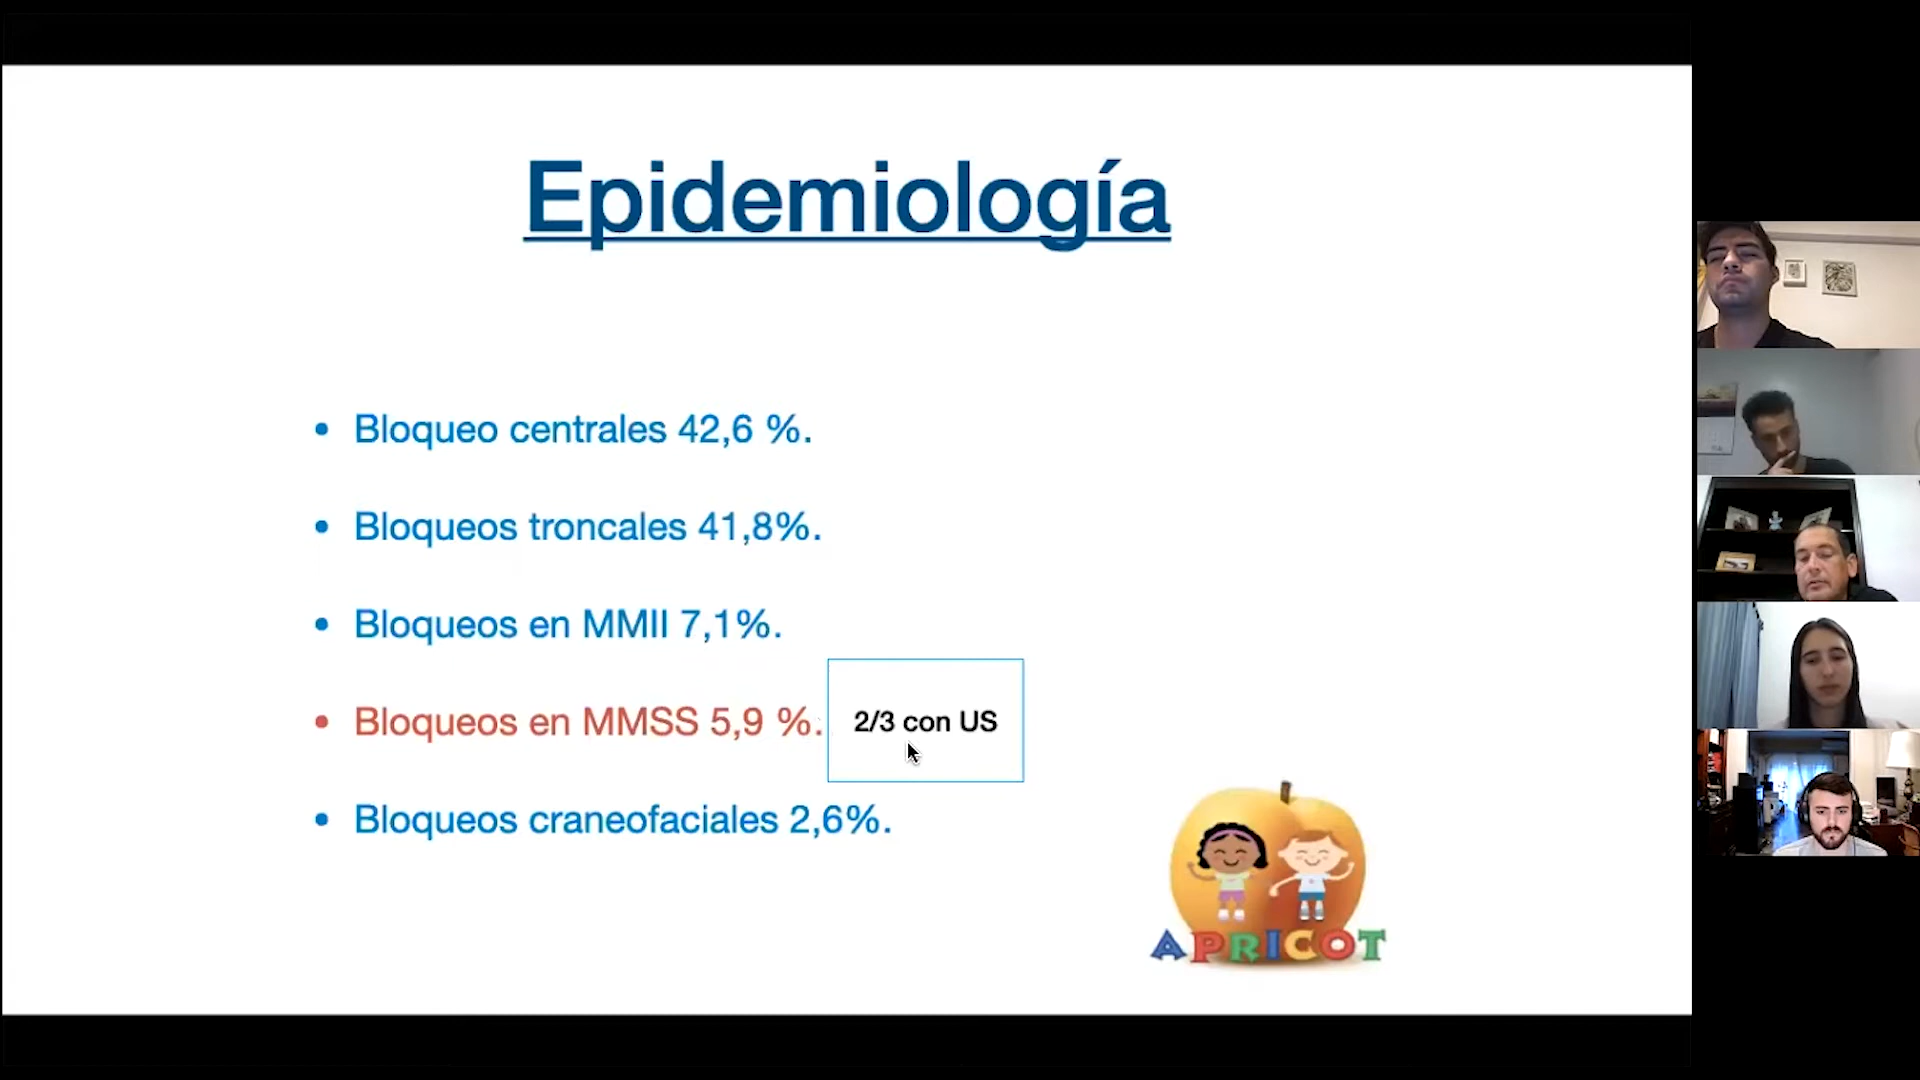 Epidemiología
• Bloqueo centrales 42,6 %.
• Bloqueos troncales 41,8%.
• Bloqueos en MMII 7,1%.
• Bloqueos en MMSS 5,9 %.
2/3 con US
• Bloqueos craneofaciales 2,6%.
APRICOT